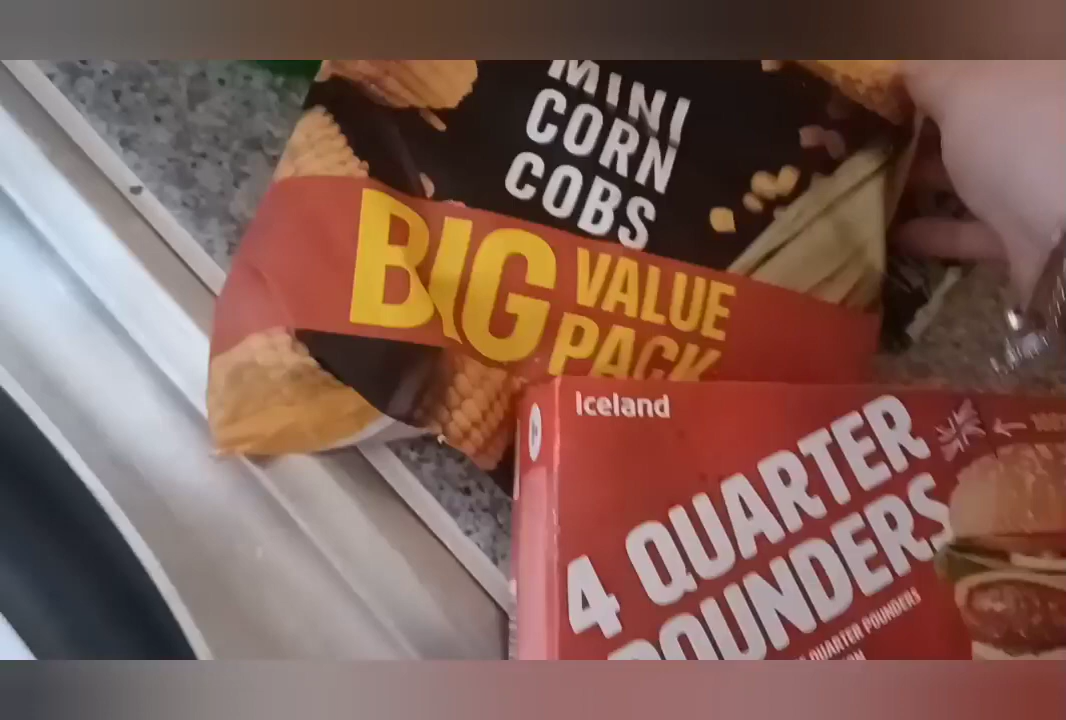 MINI
CORN
COBS
BIG VALUE
PACK
Iceland
4 QUARTER
POUNDERS
QUARTER POUNDERS